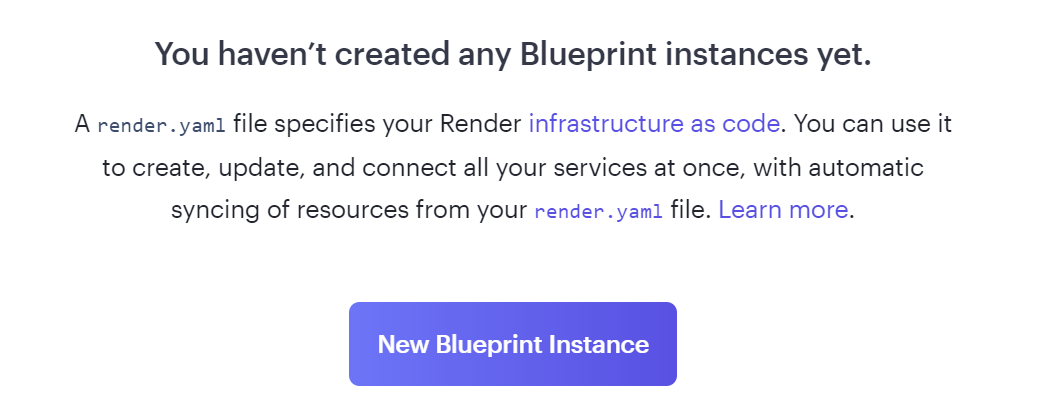 You haven’t created any Blueprint instances yet.
A render.yaml file specifies your Render infrastructure as code. You can use it
to create, update, and connect all your services at once, with automatic
syncing of resources from your render.yaml file. Learn more.
New Blueprint Instance